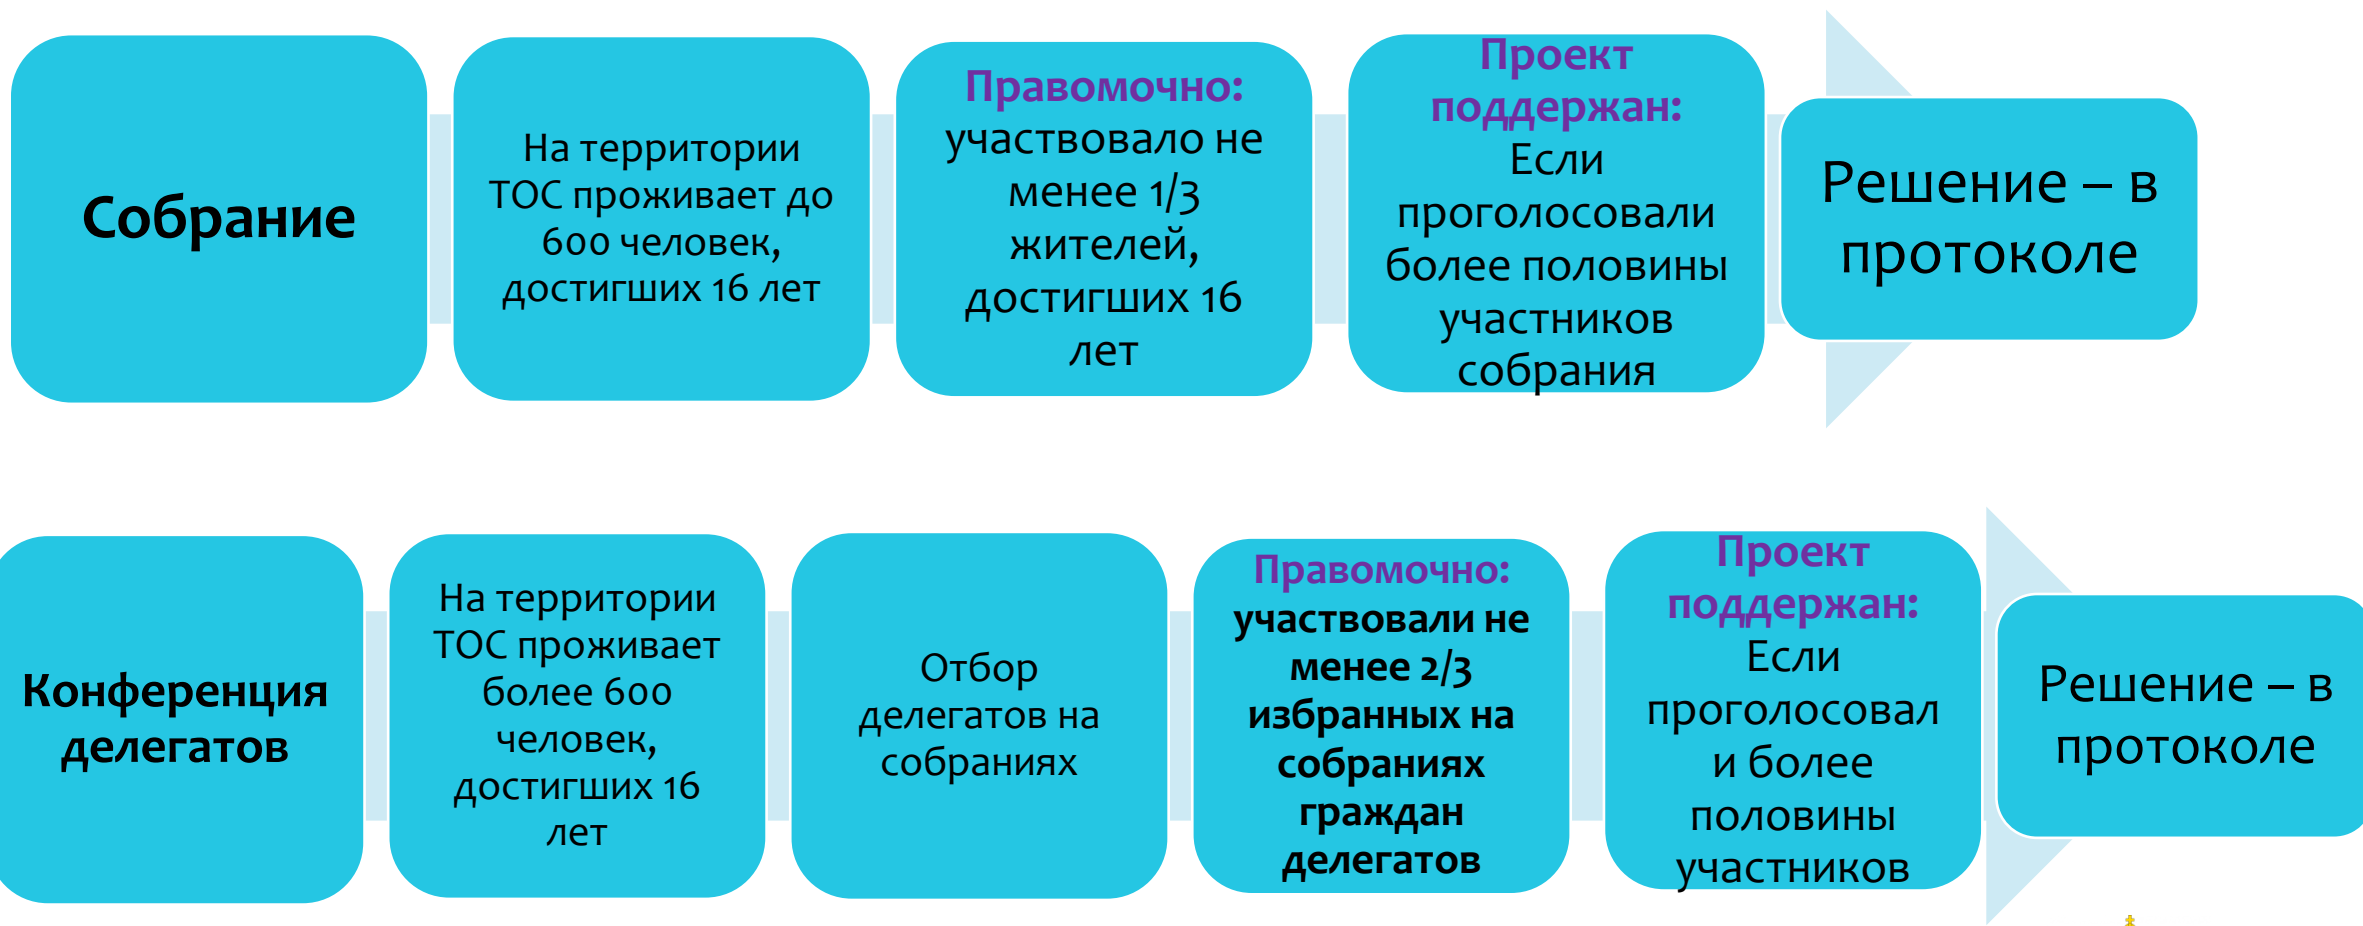 Собрание
На территории
ТОС проживает до
600 человек,
достигших 16 лет
Правомочно:
участвовало не
менее 1/3
жителей,
достигших 16
лет
Проект
поддержан:
Если
проголосовали
более половины
участников
собрания
Решение – в
протоколе
Конференция
делегатов
На территории
ТОС проживает
более 600
человек,
достигших 16
лет
Отбор
делегатов на
собраниях
Правомочно:
участвовали не
менее 2/3
избранных на
собраниях
граждан
делегатов
Проект
поддержан:
Если
проголосовал
и более
половины
участников
Решение – в
протоколе